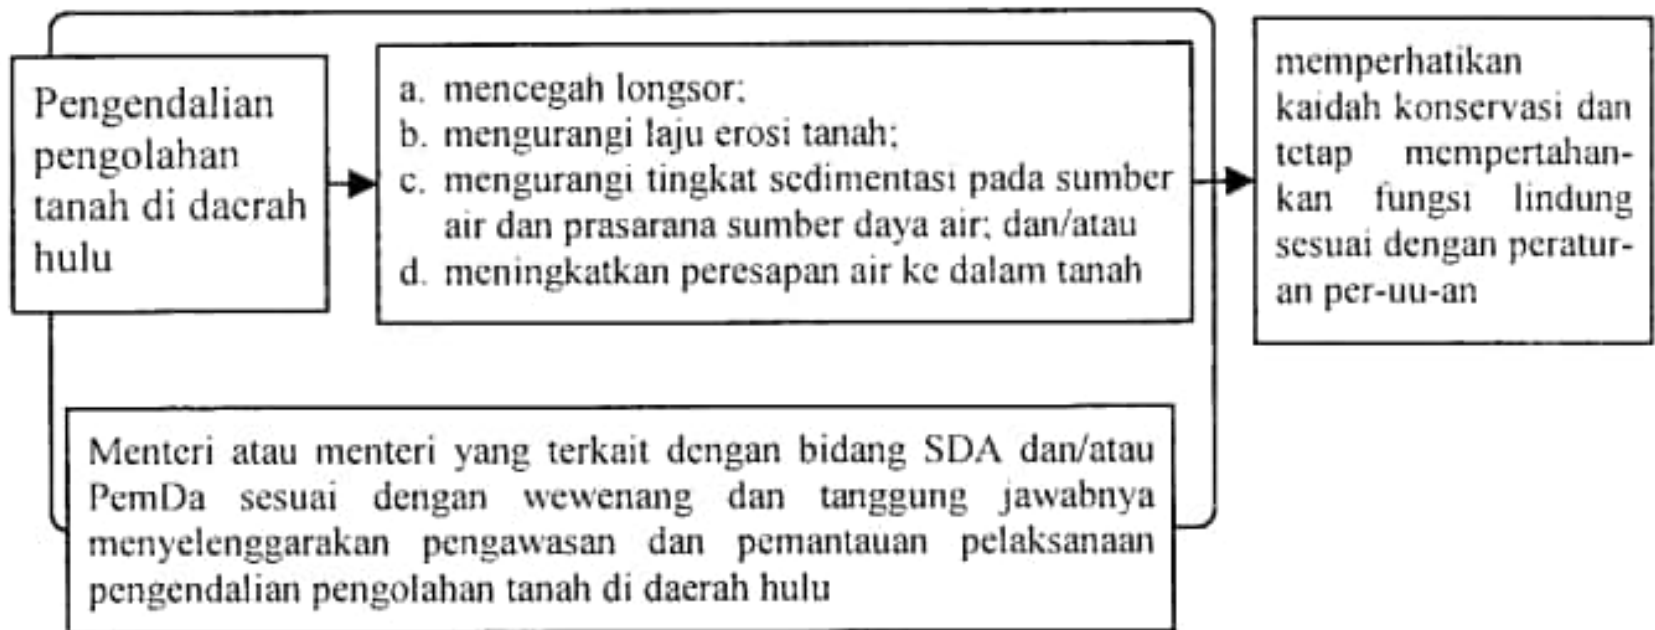 Pengendalian
pengolahan
tanah di daerah
hulu
a. mencegah longsor;
b. mengurangi laju erosi tanah;
c. mengurangi tingkat sedimentasi pada sumber
air dan prasarana sumber daya air; dan/atau
d. meningkatkan peresapan air ke dalam tanah
memperhatikan
kaidah konservasi dan
tetap mempertahan-
kan fungsi lindung
sesuai dengan peratur-
an per-uu-an
Menteri atau menteri yang terkait dengan bidang SDA dan/atau
PemDa sesuai dengan wewenang dan tanggung jawabnya
menyelenggarakan pengawasan dan pemantauan pelaksanaan
pengendalian pengolahan tanah di daerah hulu